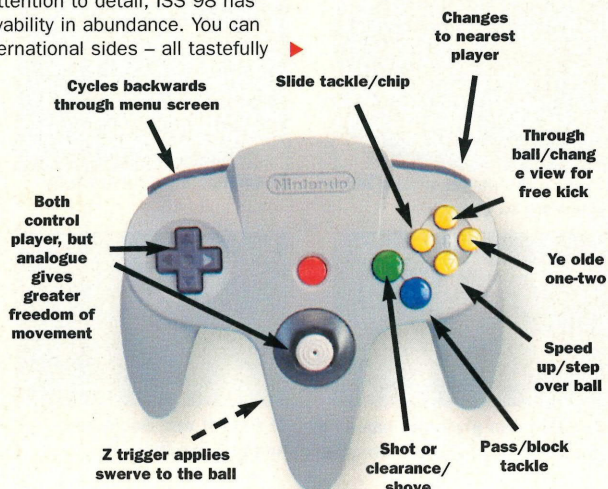 ttention to detail, ISS 98 has
yability in abundance. You can
ernational sides – all tastefully
Changes
to nearest
player
Cycles backwards
through menu screen
Slide tackle/chip
Through
ball/chang
e view for
free kick
Both
control
player, but
analogue
gives
greater
freedom of
movement
Nintendo
Ye olde
one-two
Speed
up/step
over ball
Z trigger applies
swerve to the ball
Shot or
clearance/
shove
Pass/block
tackle